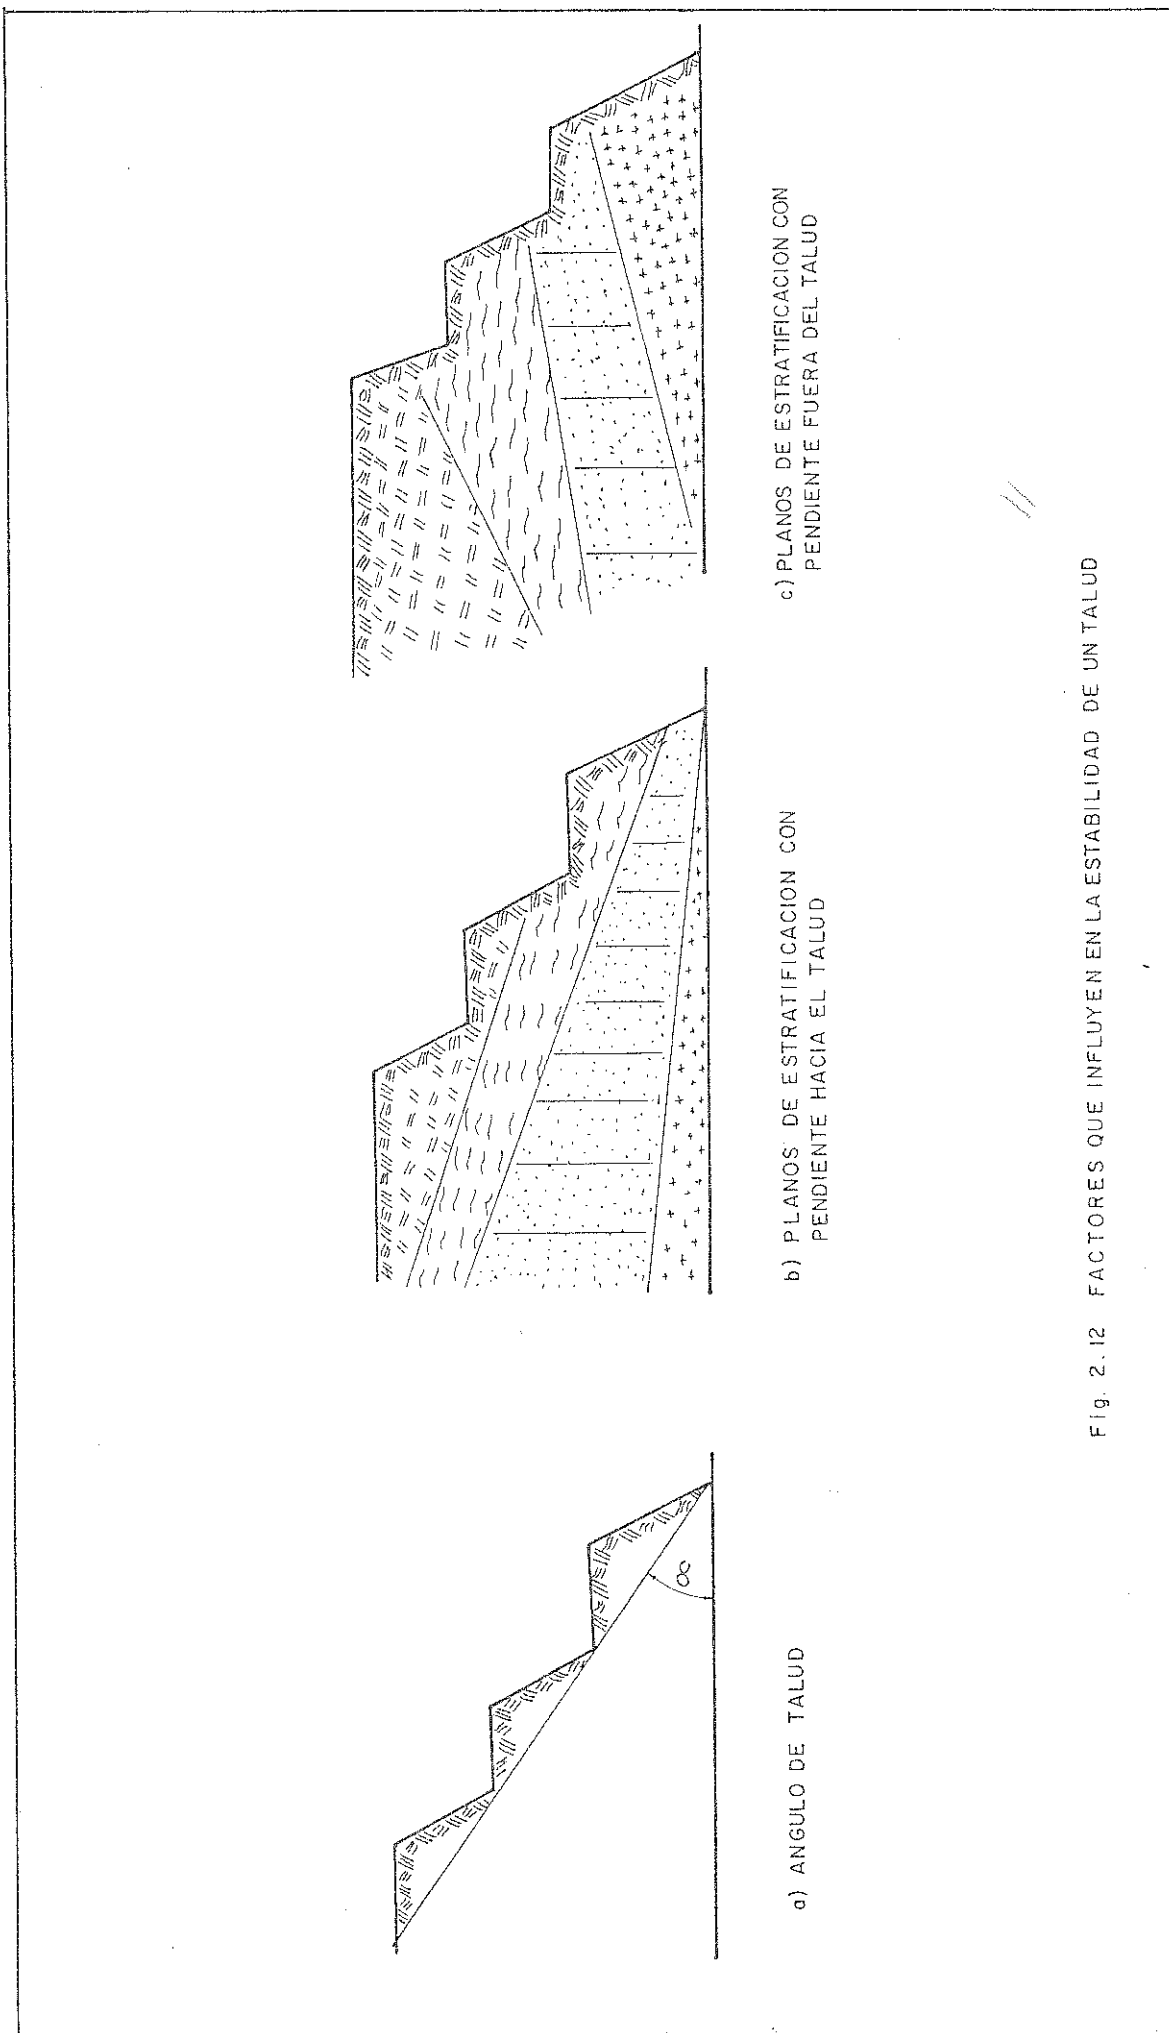 α
a) ANGULO DE TALUD
b) PLANOS DE ESTRATIFICACION CON
PENDIENTE HACIA EL TALUD
c) PLANOS DE ESTRATIFICACION CON
PENDIENTE FUERA DEL TALUD
Fig. 2.12 FACTORES QUE INFLUYEN EN LA ESTABILIDAD DE UN TALUD